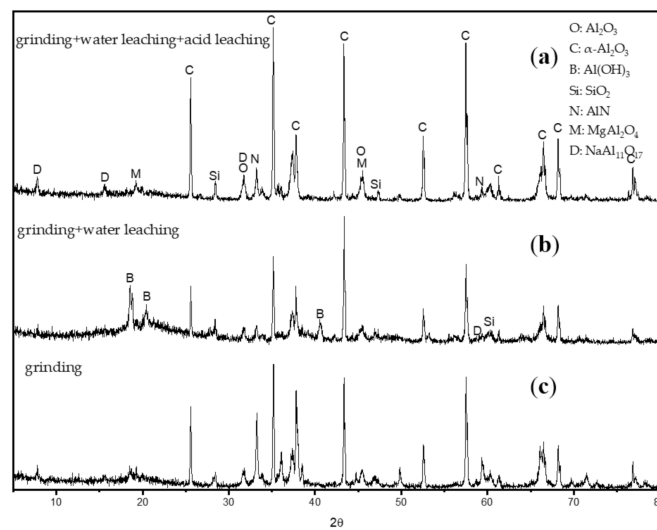 grinding+water leaching+acid leaching
(a)
O: Al₂O₃
C: α-Al₂O₃
B: Al(OH)₃
Si: SiO₂
N: AlN
M: MgAl₂O₄
D: NaAl₁₁O₁₇
D
D
M
C
Si
D
O
N
C
C
C
O
M
Si
C
C
N
C
C
C
C
grinding+water leaching
(b)
B
B
B
D
Si
grinding
(c)
10 20 30 40 50 60 70 80
2θ